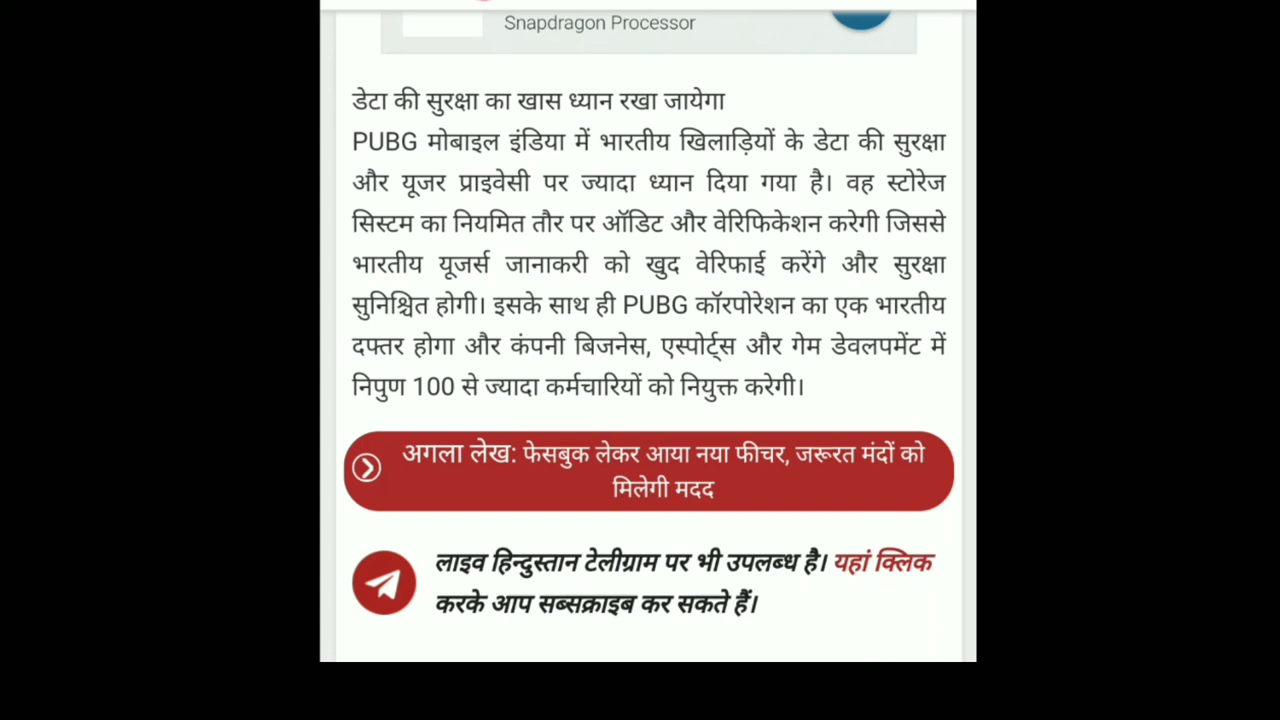 Snapdragon Processor
डेटा की सुरक्षा का खास ध्यान रखा जायेगा
PUBG मोबाइल इंडिया में भारतीय खिलाड़ियों के डेटा की सुरक्षा
और यूजर प्राइवेसी पर ज्यादा ध्यान दिया गया है। वह स्टोरेज
सिस्टम का नियमित तौर पर ऑडिट और वेरिफिकेशन करेगी जिससे
भारतीय यूजर्स जानाकरी को खुद वेरिफाई करेंगे और सुरक्षा
सुनिश्चित होगी। इसके साथ ही PUBG कॉरपोरेशन का एक भारतीय
दफ्तर होगा और कंपनी बिजनेस, एस्पोर्ट्स और गेम डेवलपमेंट में
निपुण 100 से ज्यादा कर्मचारियों को नियुक्त करेगी।
अगला लेख: फेसबुक लेकर आया नया फीचर, जरूरत मंदों को
मिलेगी मदद
लाइव हिन्दुस्तान टेलीग्राम पर भी उपलब्ध है। यहां क्लिक
करके आप सब्सक्राइब कर सकते हैं।